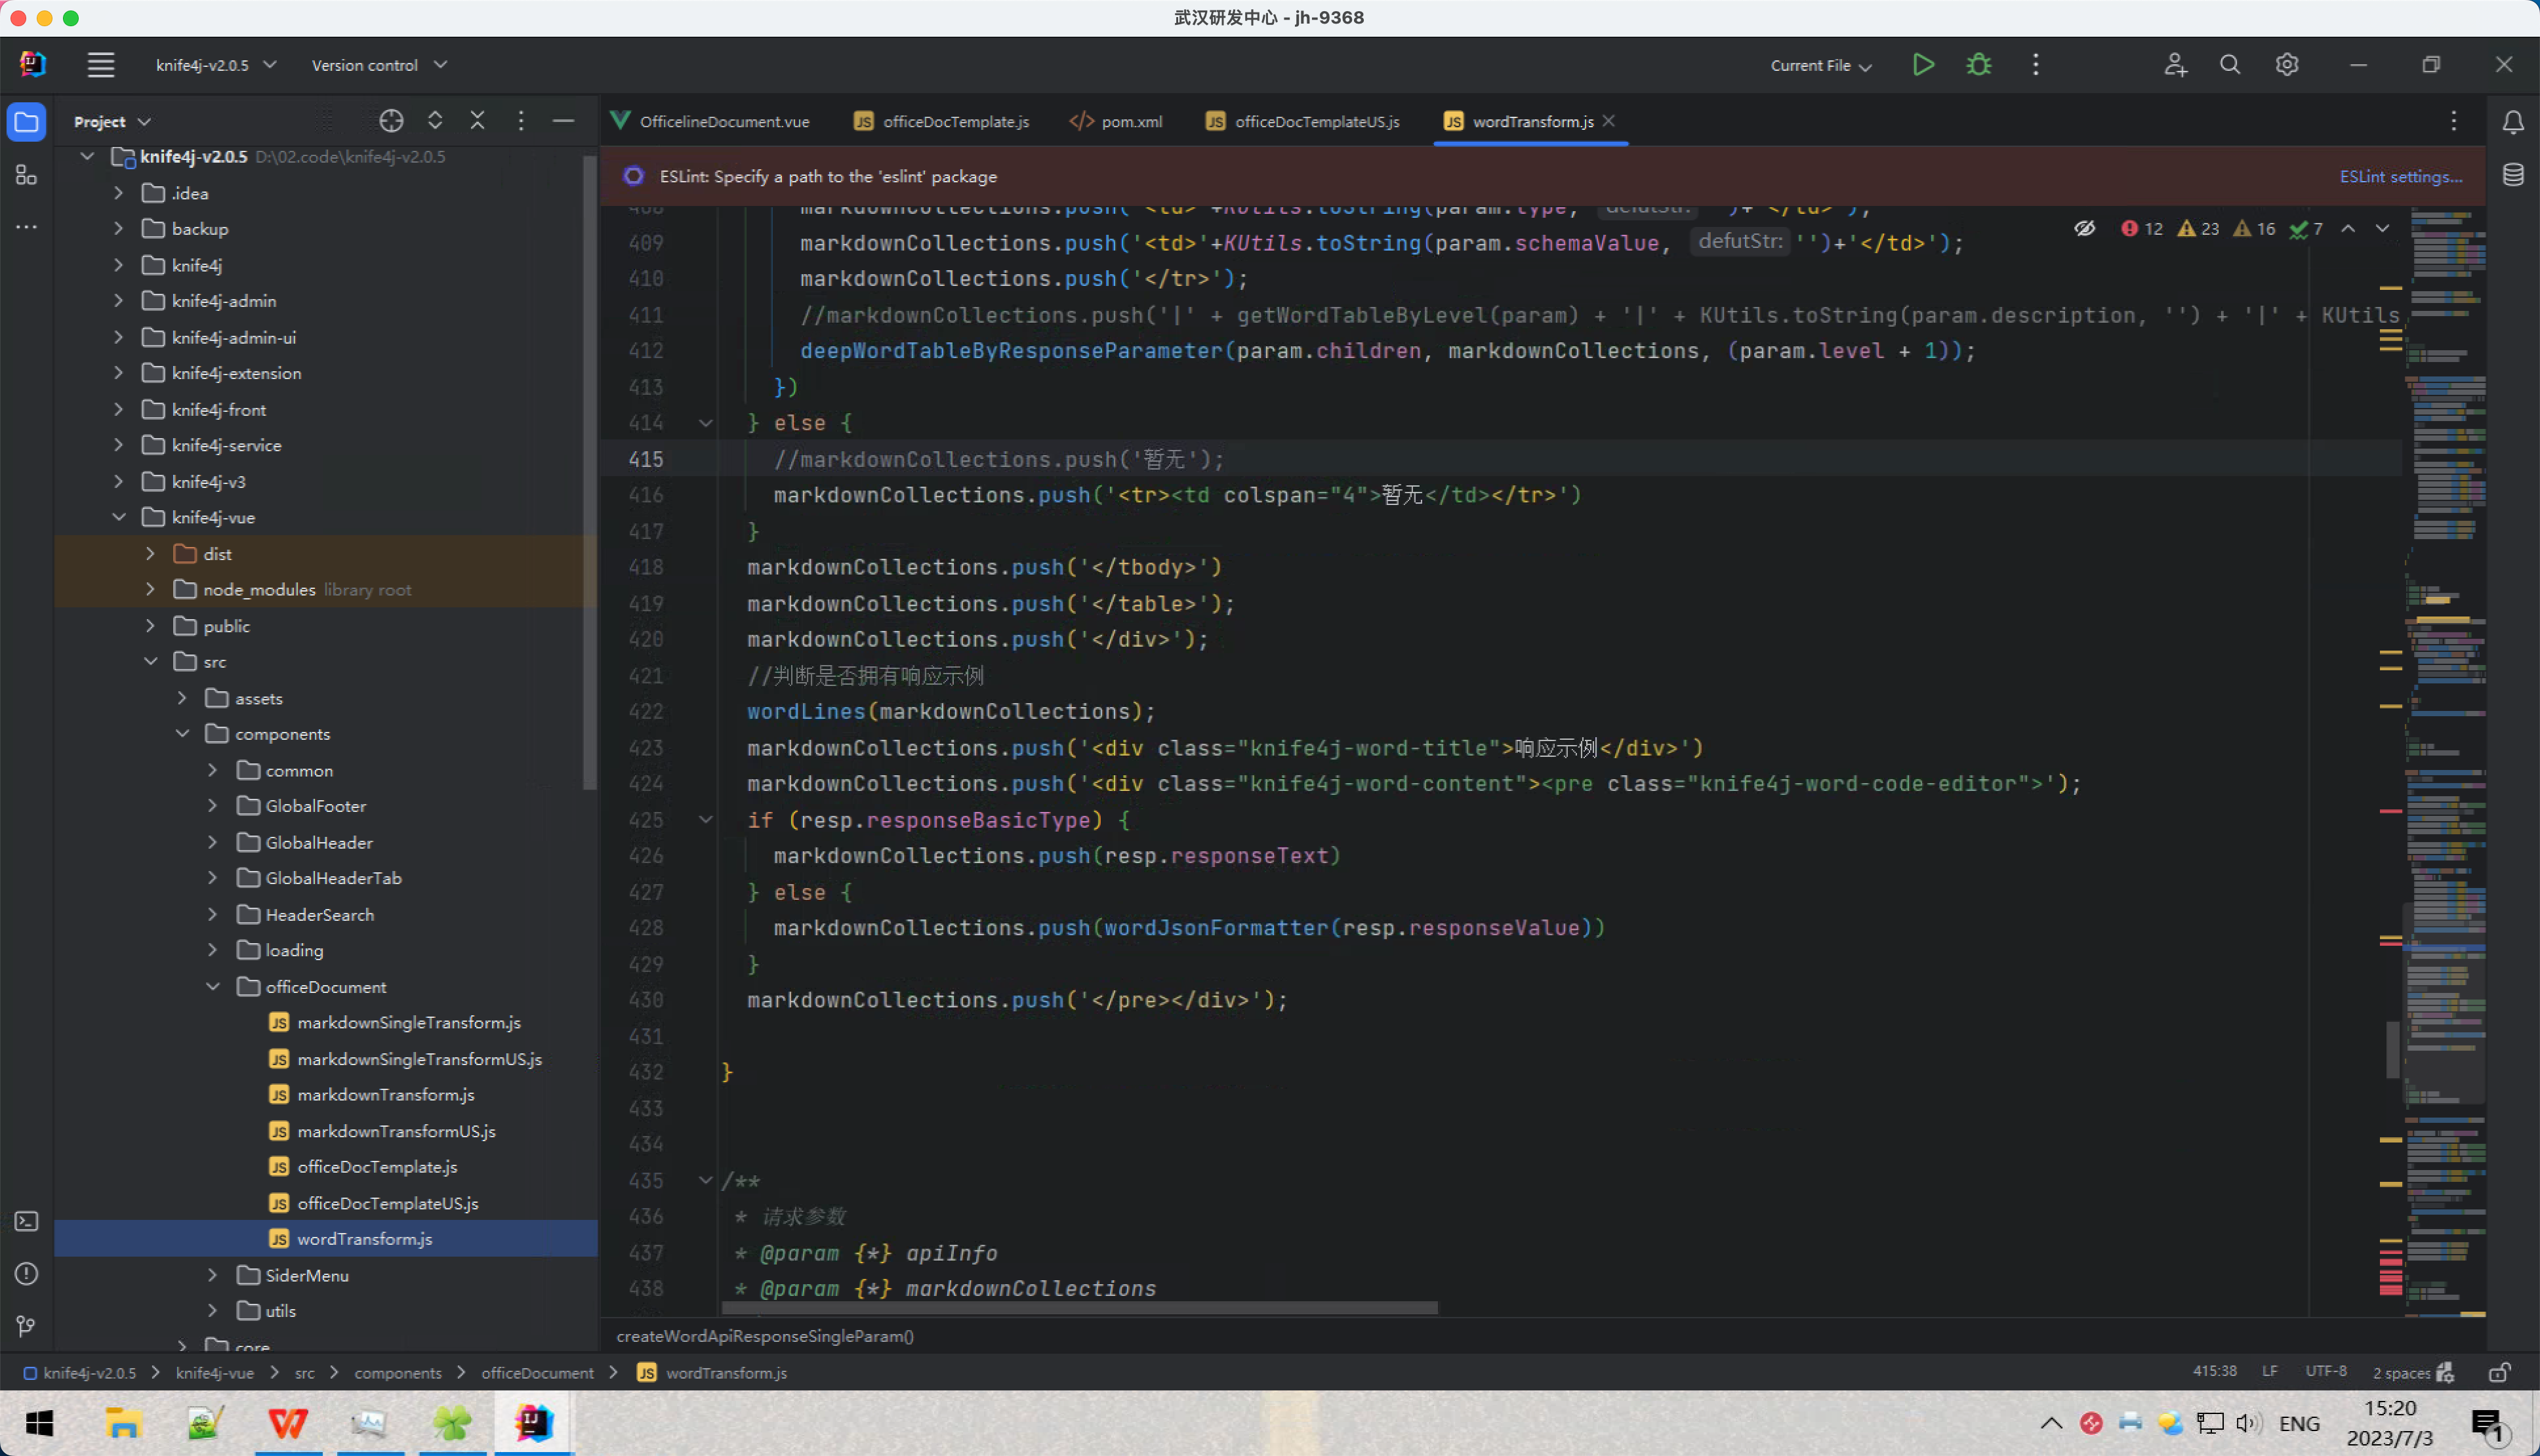 武汉研发中心 - jh-9368
knife4j-v2.0.5
Version control
Current File
Project
OfficelineDocument.vue
officeDocTemplate.js
pom.xml
officeDocTemplateUS.js
wordTransform.js
ESLint: Specify a path to the 'eslint' package
ESLint settings...
knife4j-v2.0.5 D:\02.code\knife4j-v2.0.5
.idea
backup
knife4j
knife4j-admin
knife4j-admin-ui
knife4j-extension
knife4j-front
knife4j-service
knife4j-v3
knife4j-vue
dist
node_modules library root
public
src
assets
components
common
GlobalFooter
GlobalHeader
GlobalHeaderTab
HeaderSearch
loading
officeDocument
markdownSingleTransform.js
markdownSingleTransformUS.js
markdownTransform.js
markdownTransformUS.js
officeDocTemplate.js
officeDocTemplateUS.js
wordTransform.js
SiderMenu
utils
core
12 23 16 7
408 markdownCollections.push('<td>'+KUtils.toString(param.type, defutStr: '')+'</td>');
409 markdownCollections.push('<td>'+KUtils.toString(param.schemaValue, defutStr: '')+'</td>');
410 markdownCollections.push('</tr>');
411 //markdownCollections.push('|' + getWordTableByLevel(param) + '|' + KUtils.toString(param.description, '') + '|' + KUtils
412 deepWordTableByResponseParameter(param.children, markdownCollections, (param.level + 1));
413 })
414 } else {
415 //markdownCollections.push('暂无');
416 markdownCollections.push('<tr><td colspan="4">暂无</td></tr>')
417 }
418 markdownCollections.push('</tbody>')
419 markdownCollections.push('</table>');
420 markdownCollections.push('</div>');
421 //判断是否拥有响应示例
422 wordLines(markdownCollections);
423 markdownCollections.push('<div class="knife4j-word-title">响应示例</div>')
424 markdownCollections.push('<div class="knife4j-word-content"><pre class="knife4j-word-code-editor">');
425 if (resp.responseBasicType) {
426 markdownCollections.push(resp.responseText)
427 } else {
428 markdownCollections.push(wordJsonFormatter(resp.responseValue))
429 }
430 markdownCollections.push('</pre></div>');
431
432 }
433
434
435 /**
436 * 请求参数
437 * @param {*} apiInfo
438 * @param {*} markdownCollections
createWordApiResponseSingleParam()
knife4j-v2.0.5 knife4j-vue src components officeDocument wordTransform.js
415:38 LF UTF-8 2 spaces
ENG
15:20
2023/7/3
1